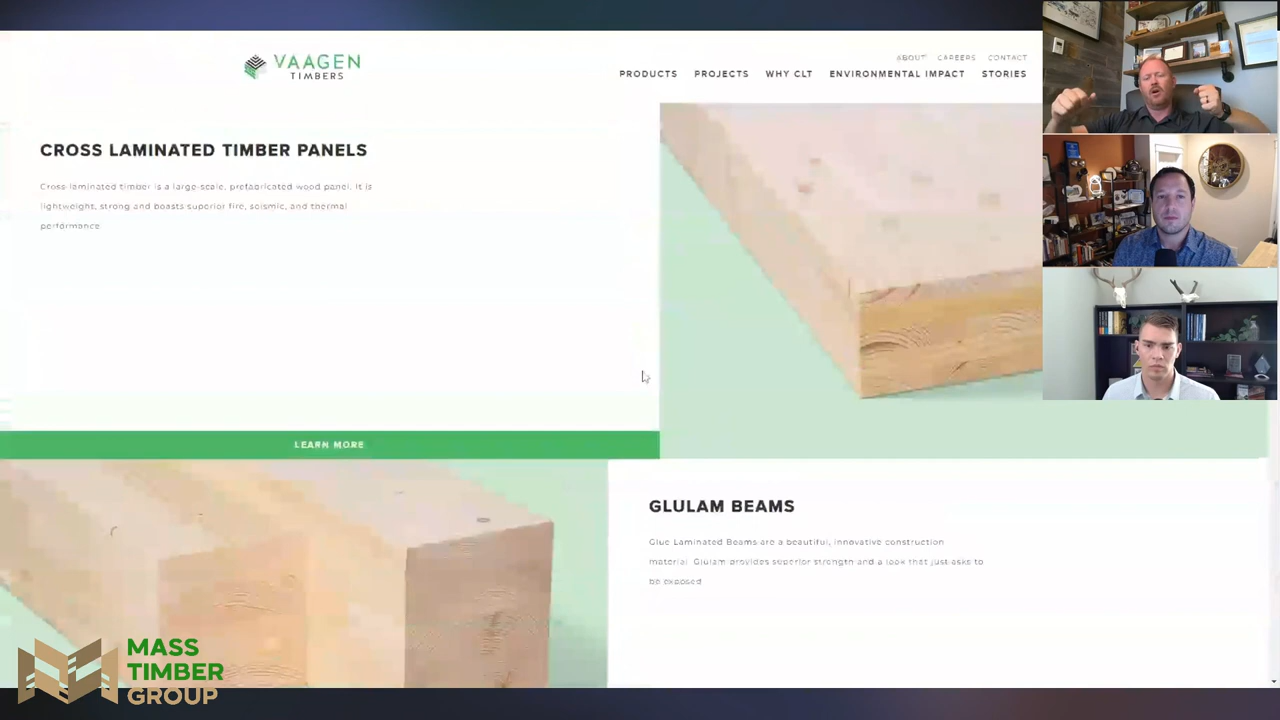 VAAGEN
TIMBERS
ABOUT CAREERS CONTACT
PRODUCTS PROJECTS WHY CLT ENVIRONMENTAL IMPACT STORIES
CROSS LAMINATED TIMBER PANELS
Cross-laminated timber is a large-scale, prefabricated wood panel. It is
lightweight, strong and boasts superior fire, seismic, and thermal
performance.
LEARN MORE
GLULAM BEAMS
Glue Laminated Beams are a beautiful, innovative construction
material. Glulam provides superior strength and a look that just asks to
be exposed.
MASS
TIMBER
GROUP